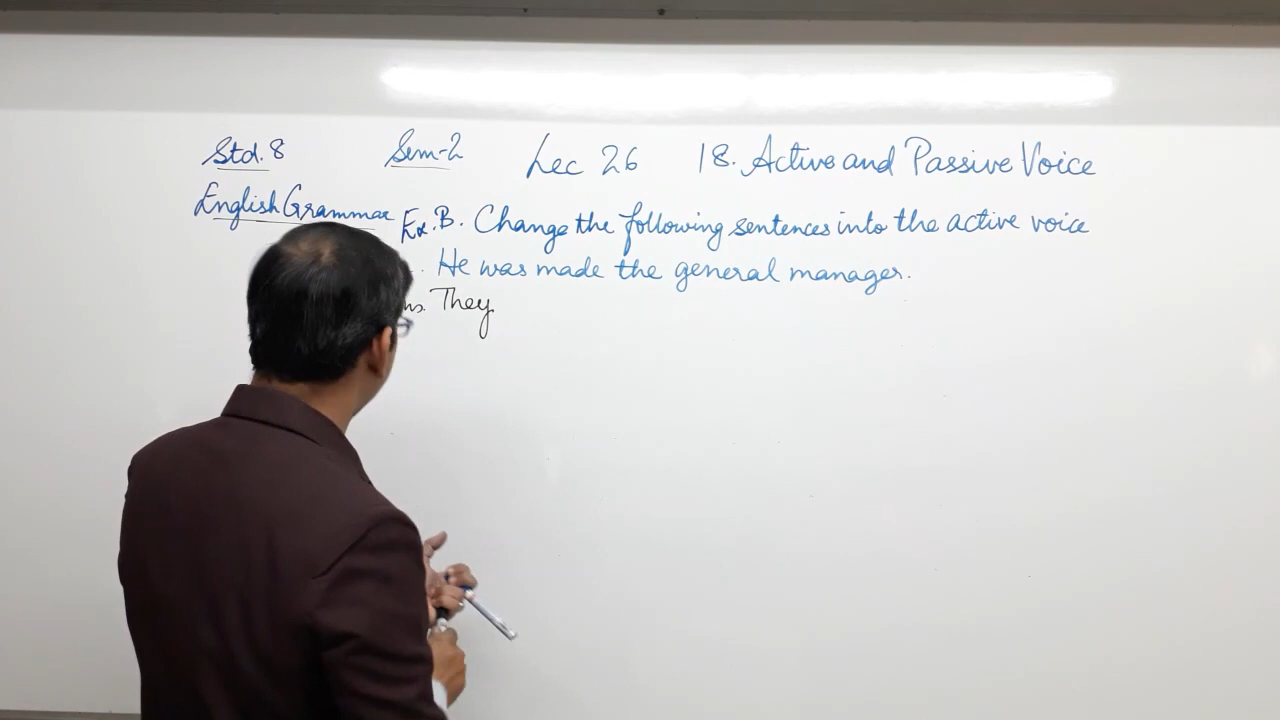 Std. 8 Sem-2 Lec 26 18. Active and Passive Voice
English Grammar Ex. B. Change the following sentences into the active voice
He was made the general manager.
They